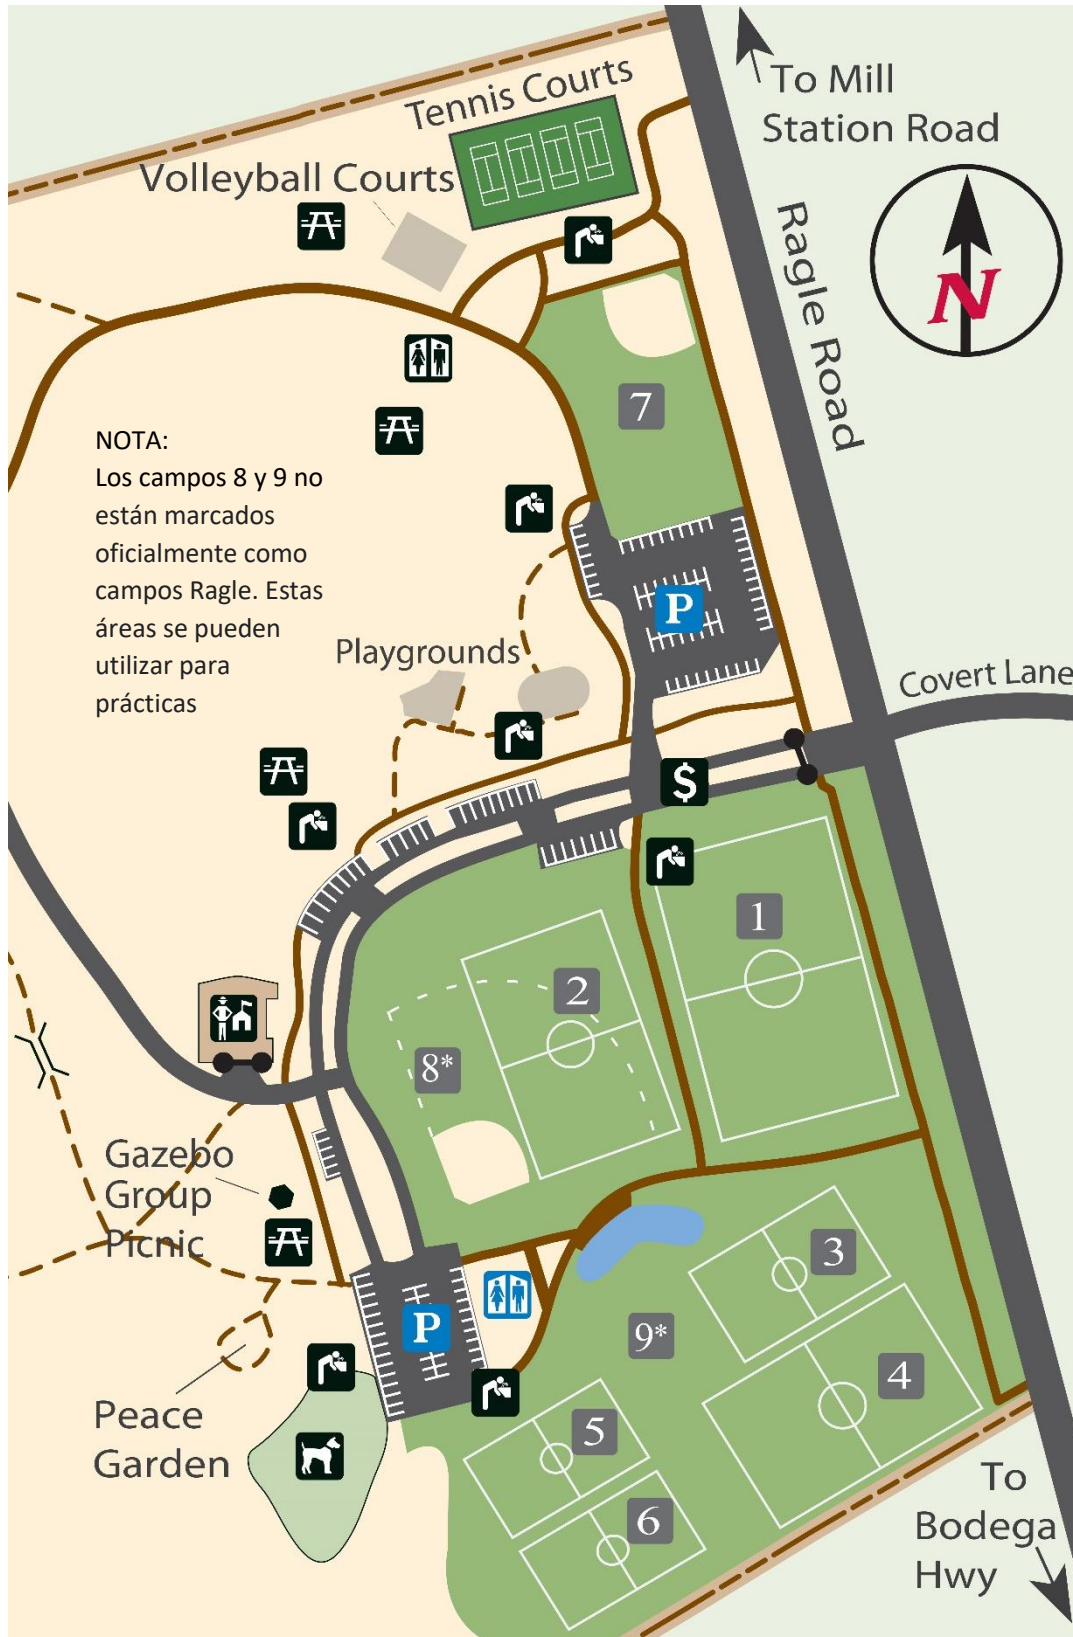 To Mill
Station Road
Tennis Courts
Volleyball Courts
Ragle Road
N
7
NOTA:
Los campos 8 y 9 no
están marcados
oficialmente como
campos Ragle. Estas
áreas se pueden
utilizar para
prácticas
P
Playgrounds
Covert Lane
$
1
2
8*
Gazebo
Group
Picnic
3
9*
P
4
Peace
Garden
5
6
To
Bodega
Hwy